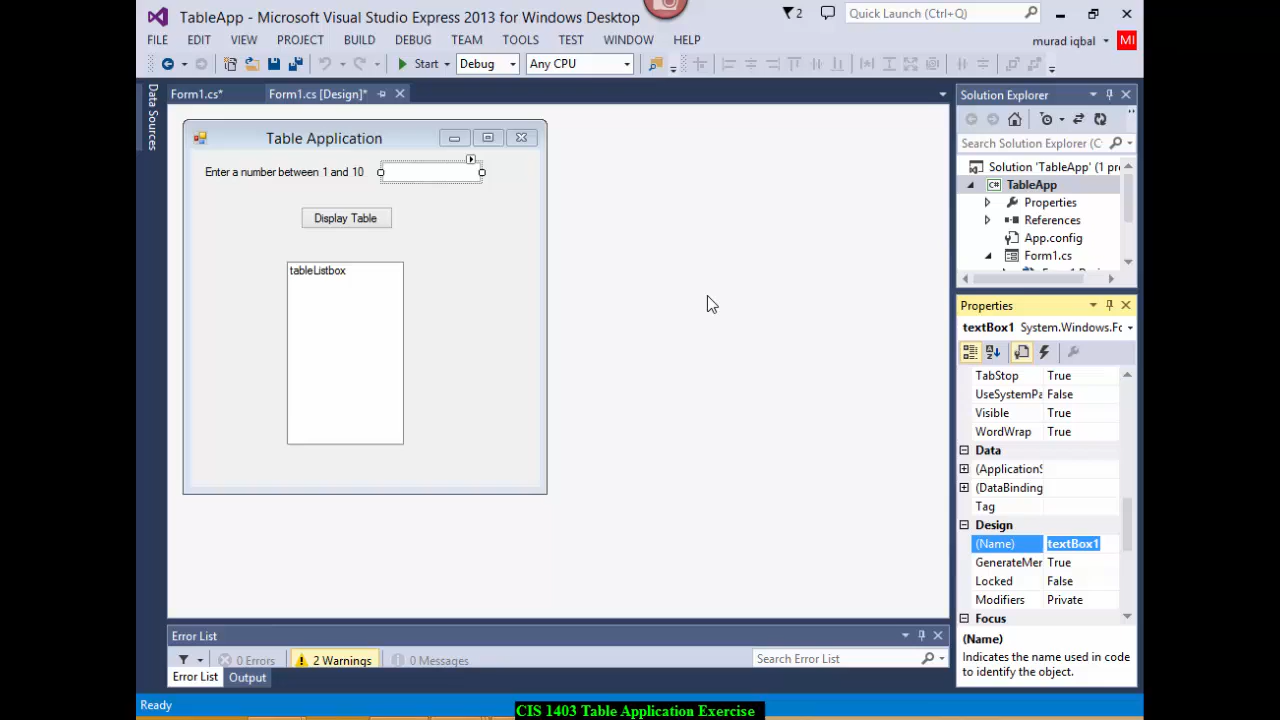 TableApp - Microsoft Visual Studio Express 2013 for Windows Desktop
2
Quick Launch (Ctrl+Q)
FILE EDIT VIEW PROJECT BUILD DEBUG TEAM TOOLS TEST WINDOW HELP
murad iqbal
MI
Start
Debug
Any CPU
Data Sources
Form1.cs*
Form1.cs [Design]*
Table Application
Enter a number between 1 and 10
Display Table
tableListbox
Solution Explorer
Search Solution Explorer (C
Solution 'TableApp' (1 pr
C# TableApp
Properties
References
App.config
Form1.cs
Properties
textBox1 System.Windows.Fo
TabStop True
UseSystemPa False
Visible True
WordWrap True
Data
(ApplicationS
(DataBinding
Tag
Design
(Name) textBox1
GenerateMer True
Locked False
Modifiers Private
Focus
(Name)
Indicates the name used in code
to identify the object.
Error List
0 Errors
2 Warnings
0 Messages
Search Error List
Error List
Output
Ready
CIS 1403 Table Application Exercise